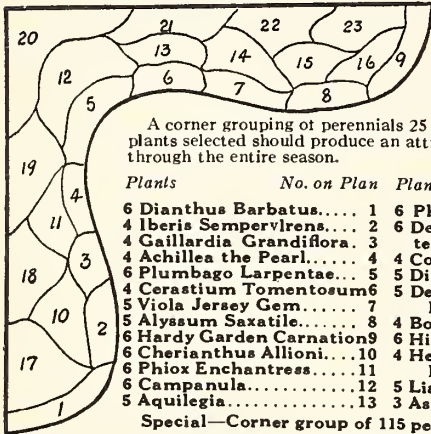 20
21
22
23
13
14
15
16
9
12
6
7
8
5
19
4
11
3
18
10
2
17
1
A corner grouping of perennials 25
plants selected should produce an att
through the entire season.
Plants No. on Plan Plan
6 Dianthus Barbatus..... 1 6 Ph
4 Iberis Sempervlrens.... 2 6 De
4 Gaillardia Grandiflora. 3 te
4 Achillea the Pearl...... 4 4 Co
6 Plumbago Larpentae... 5 5 Di
4 Cerastium Tomentosum6 5 De
5 Viola Jersey Gem....... 7
5 Alyssum Saxatile....... 8 4 Bo
6 Hardy Garden Carnation9 6 Hi
6 Cherianthus Allioni....10 4 He
6 Phlox Enchantress.....11
6 Campanula............12 5 Lia
5 Aquilegia.............13 3 As
Special—Corner group of 115 pe